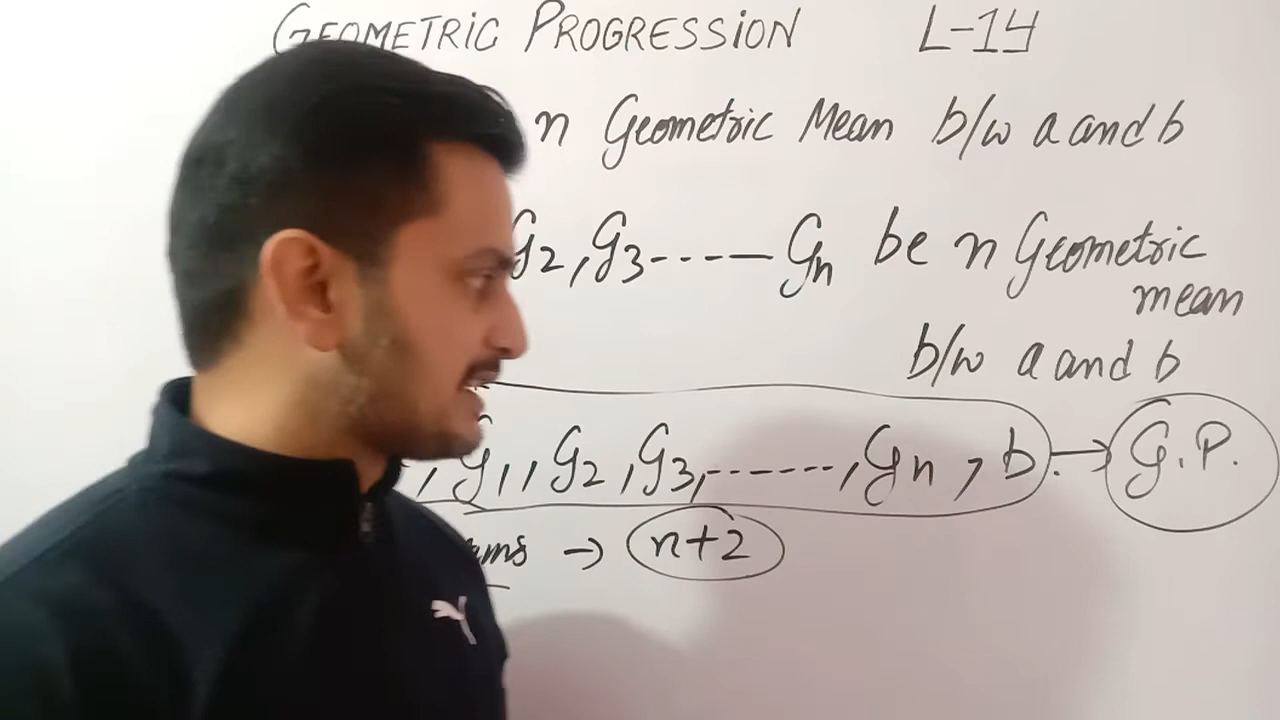 GEOMETRIC PROGRESSION L-14
n Geometric Mean b/w a and b
G2, G3 ----- Gn be n Geometric
mean
b/w a and b
, G1, G2, G3, -------, Gn, b. → G.P.
→ n+2